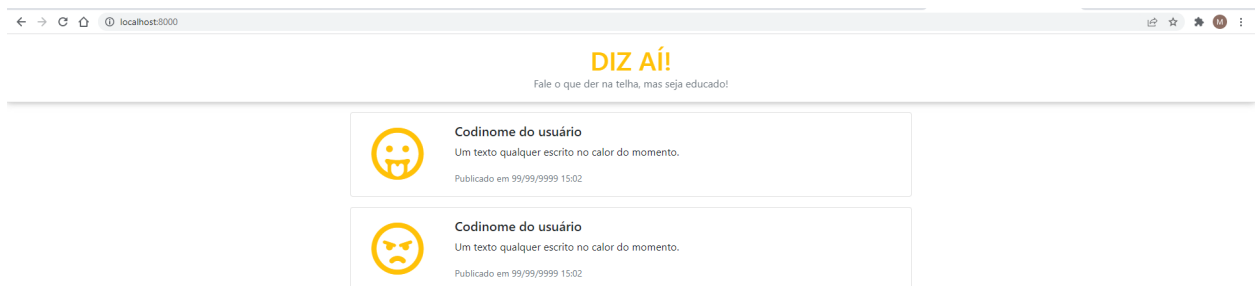 localhost:8000
M
DIZ AÍ!
Fale o que der na telha, mas seja educado!
Codinome do usuário
Um texto qualquer escrito no calor do momento.
Publicado em 99/99/9999 15:02
Codinome do usuário
Um texto qualquer escrito no calor do momento.
Publicado em 99/99/9999 15:02